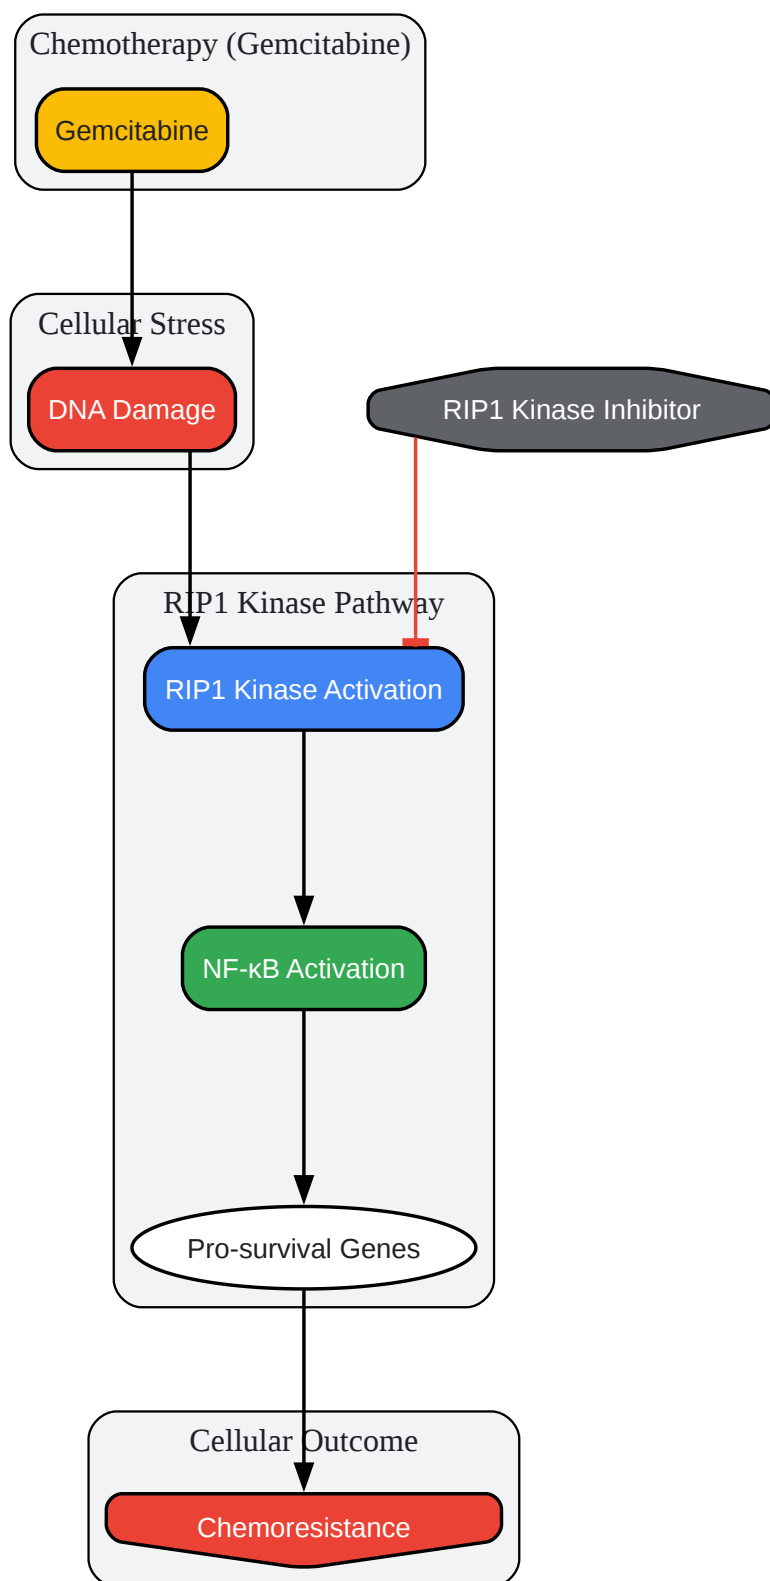 Chemotherapy (Gemcitabine)
Gemcitabine
Cellular Stress
DNA Damage
RIP1 Kinase Inhibitor
RIP1 Kinase Pathway
RIP1 Kinase Activation
NF-κB Activation
Pro-survival Genes
Cellular Outcome
Chemoresistance